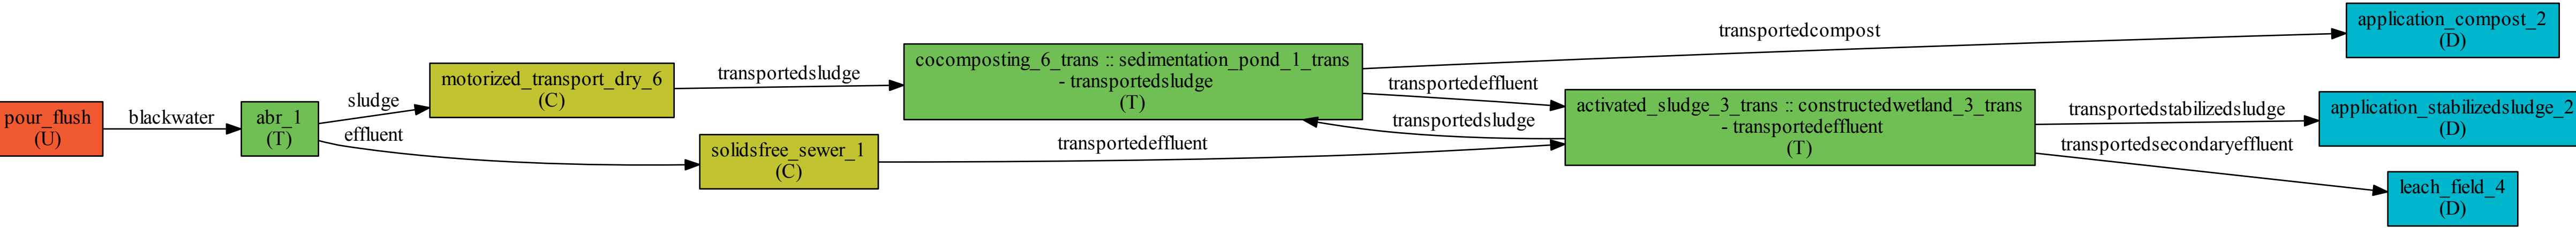 pour_flush
(U)
blackwater
abr_1
(T)
sludge
effluent
motorized_transport_dry_6
(C)
solidsfree_sewer_1
(C)
transportedsludge
transportedeffluent
cocomposting_6_trans :: sedimentation_pond_1_trans
- transportedsludge
(T)
transportedcompost
transportedeffluent
transportedsludge
activated_sludge_3_trans :: constructedwetland_3_trans
- transportedeffluent
(T)
transportedstabilizedsludge
transportedsecondaryeffluent
application_compost_2
(D)
application_stabilizedsludge_2
(D)
leach_field_4
(D)